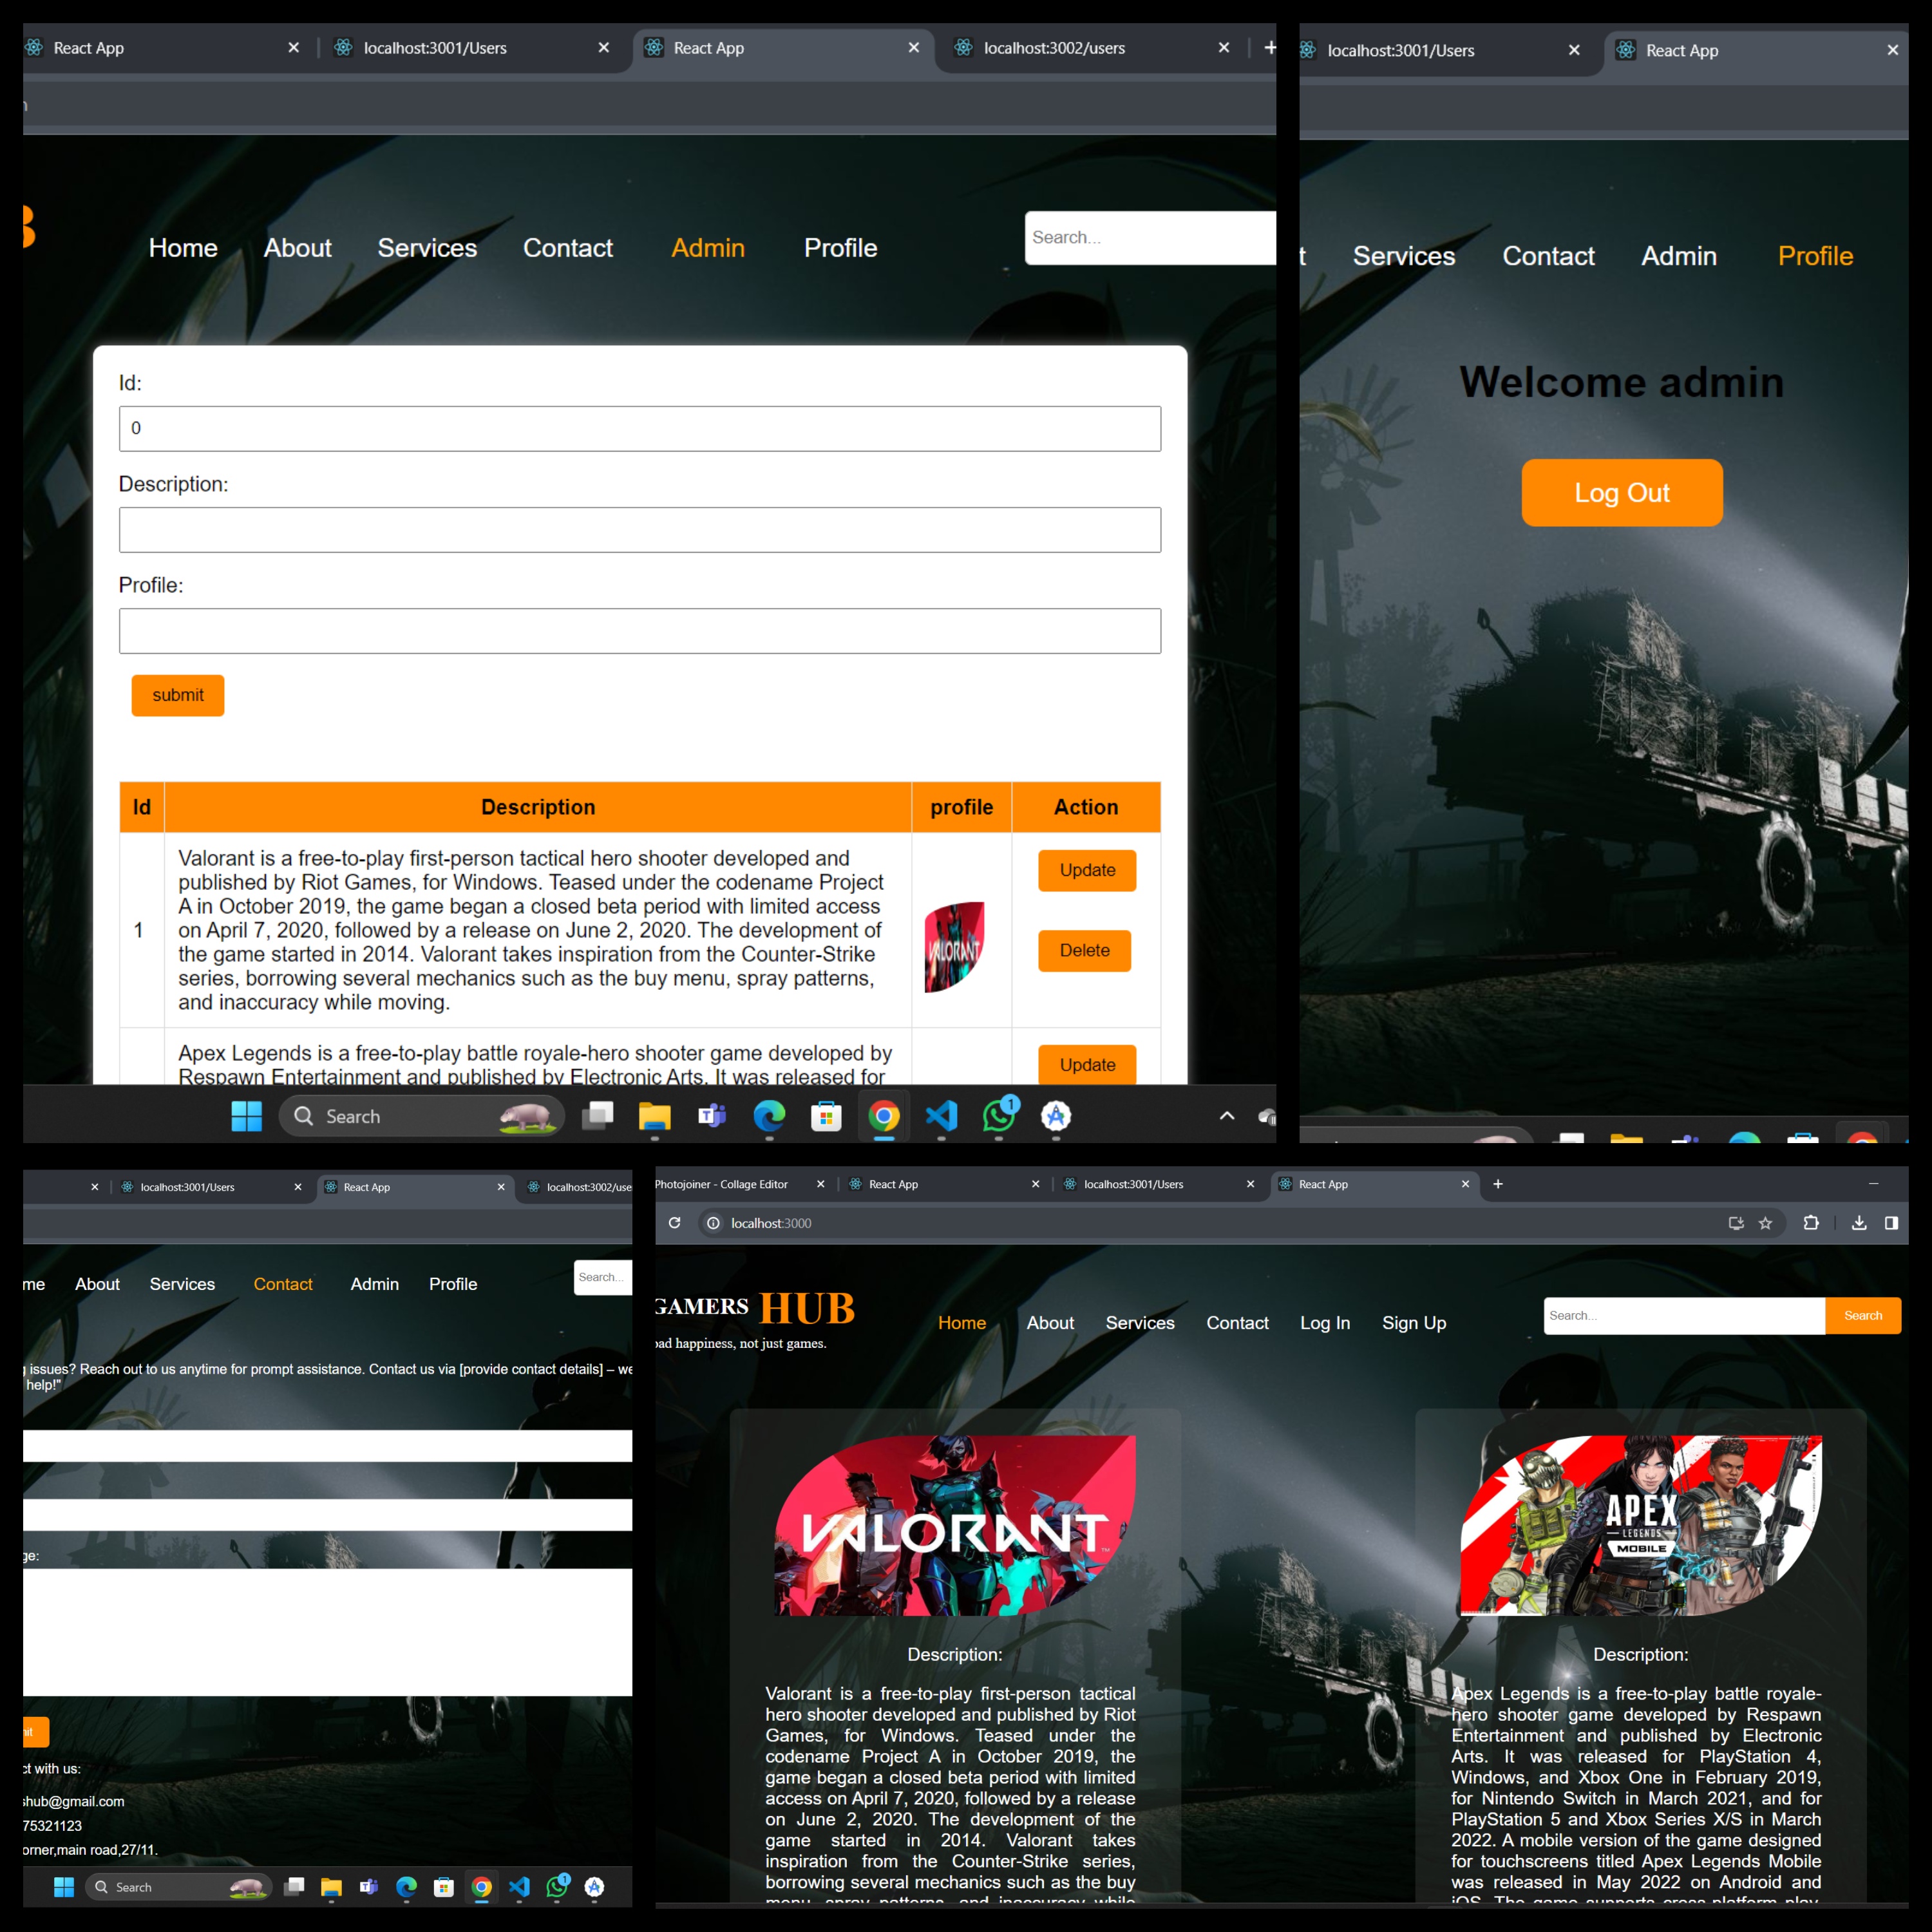 React App
localhost:3001/Users
React App
localhost:3002/users
Home About Services Contact Admin Profile
Search...
Id:
0
Description:
Profile:
submit
Id Description profile Action
1
Valorant is a free-to-play first-person tactical hero shooter developed and
published by Riot Games, for Windows. Teased under the codename Project
A in October 2019, the game began a closed beta period with limited access
on April 7, 2020, followed by a release on June 2, 2020. The development of
the game started in 2014. Valorant takes inspiration from the Counter-Strike
series, borrowing several mechanics such as the buy menu, spray patterns,
and inaccuracy while moving.
VALORANT
Update
Delete
Apex Legends is a free-to-play battle royale-hero shooter game developed by
Respawn Entertainment and published by Electronic Arts. It was released for
Update
Search
1
localhost:3001/Users
React App
t Services Contact Admin Profile
Welcome admin
Log Out
localhost:3001/Users
React App
localhost:3002/use
me About Services Contact Admin Profile
Search...
issues? Reach out to us anytime for prompt assistance. Contact us via [provide contact details] – we
help!"
ge:
it
ct with us:
shub@gmail.com
75321123
orner,main road,27/11.
Search
1
Photojoiner - Collage Editor
React App
localhost:3001/Users
React App
localhost:3000
GAMERS HUB
oad happiness, not just games.
Home About Services Contact Log In Sign Up
Search...
Search
VALORANT
Description:
Valorant is a free-to-play first-person tactical
hero shooter developed and published by Riot
Games, for Windows. Teased under the
codename Project A in October 2019, the
game began a closed beta period with limited
access on April 7, 2020, followed by a release
on June 2, 2020. The development of the
game started in 2014. Valorant takes
inspiration from the Counter-Strike series,
borrowing several mechanics such as the buy
menu, spray patterns, and inaccuracy while
APEX
LEGENDS
MOBILE
Description:
Apex Legends is a free-to-play battle royale-
hero shooter game developed by Respawn
Entertainment and published by Electronic
Arts. It was released for PlayStation 4,
Windows, and Xbox One in February 2019,
for Nintendo Switch in March 2021, and for
PlayStation 5 and Xbox Series X/S in March
2022. A mobile version of the game designed
for touchscreens titled Apex Legends Mobile
was released in May 2022 on Android and
iOS. The game supports cross-platform play